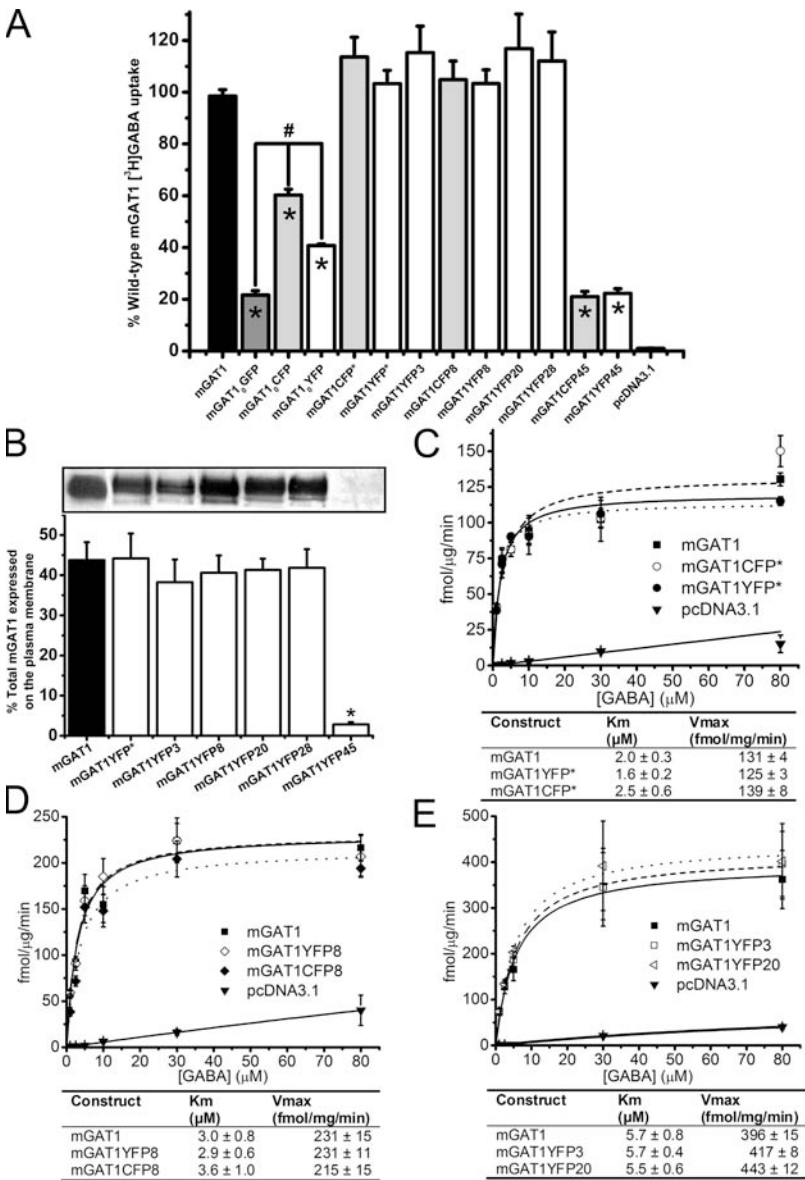 A
% Wild-type mGAT1 [³H]GABA uptake
120
100
80
60
40
20
0
#
*
*
*
*
*
mGAT1
mGAT1₀GFP
mGAT1₀CFP
mGAT1₀YFP
mGAT1CFP*
mGAT1YFP*
mGAT1YFP3
mGAT1CFP8
mGAT1YFP8
mGAT1YFP20
mGAT1YFP28
mGAT1CFP45
mGAT1YFP45
pcDNA3.1
B
% Total mGAT1 expressed
on the plasma membrane
50
40
30
20
10
0
*
mGAT1
mGAT1YFP*
mGAT1YFP3
mGAT1YFP8
mGAT1YFP20
mGAT1YFP28
mGAT1YFP45
C
fmol/µg/min
150
125
100
75
50
25
0
mGAT1
mGAT1CFP*
mGAT1YFP*
pcDNA3.1
0 10 20 30 40 50 60 70 80
[GABA] (µM)
Construct Km Vmax
(µM) (fmol/mg/min)
mGAT1 2.0 ± 0.3 131 ± 4
mGAT1YFP* 1.6 ± 0.2 125 ± 3
mGAT1CFP* 2.5 ± 0.6 139 ± 8
D
fmol/µg/min
250
200
150
100
50
0
mGAT1
mGAT1YFP8
mGAT1CFP8
pcDNA3.1
0 10 20 30 40 50 60 70 80
[GABA] (µM)
Construct Km Vmax
(µM) (fmol/mg/min)
mGAT1 3.0 ± 0.8 231 ± 15
mGAT1YFP8 2.9 ± 0.6 231 ± 11
mGAT1CFP8 3.6 ± 1.0 215 ± 15
E
fmol/µg/min
500
400
300
200
100
0
mGAT1
mGAT1YFP3
mGAT1YFP20
pcDNA3.1
0 10 20 30 40 50 60 70 80
[GABA] (µM)
Construct Km Vmax
(µM) (fmol/mg/min)
mGAT1 5.7 ± 0.8 396 ± 15
mGAT1YFP3 5.7 ± 0.4 417 ± 8
mGAT1YFP20 5.5 ± 0.6 443 ± 12